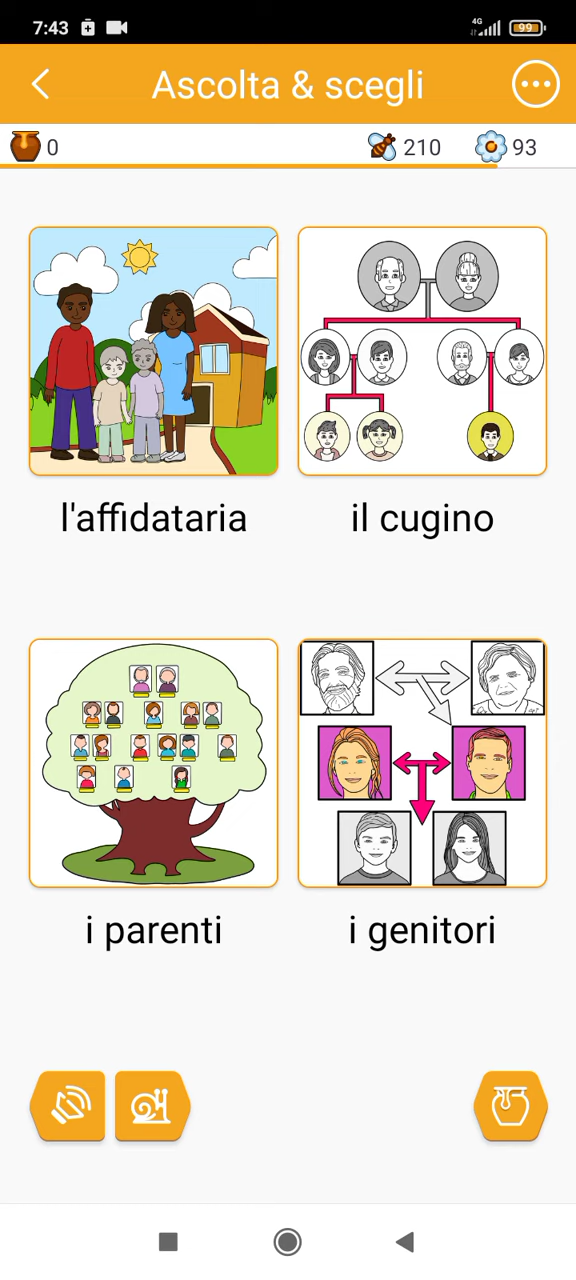 7:43 4G 99
Ascolta & scegli
0 210 93
l'affidataria il cugino
i parenti i genitori